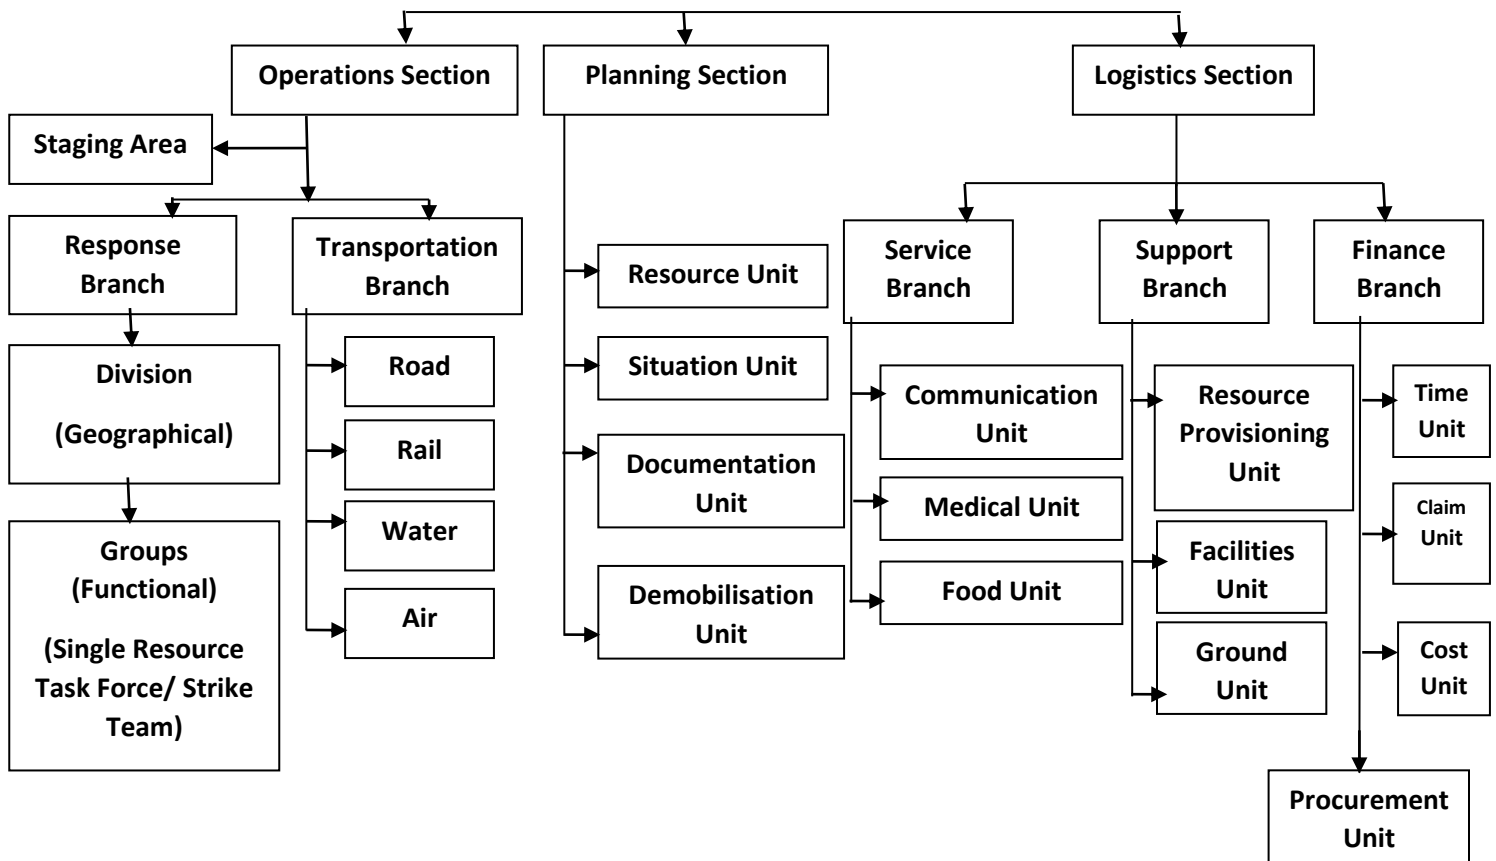 Operations Section
Planning Section
Logistics Section
Staging Area
Response
Branch
Transportation
Branch
Division
(Geographical)
Groups
(Functional)
(Single Resource
Task Force/ Strike
Team)
Road
Rail
Water
Air
Resource Unit
Situation Unit
Documentation
Unit
Demobilisation
Unit
Service
Branch
Support
Branch
Finance
Branch
Communication
Unit
Medical Unit
Food Unit
Resource
Provisioning
Unit
Facilities
Unit
Ground
Unit
Time
Unit
Claim
Unit
Cost
Unit
Procurement
Unit